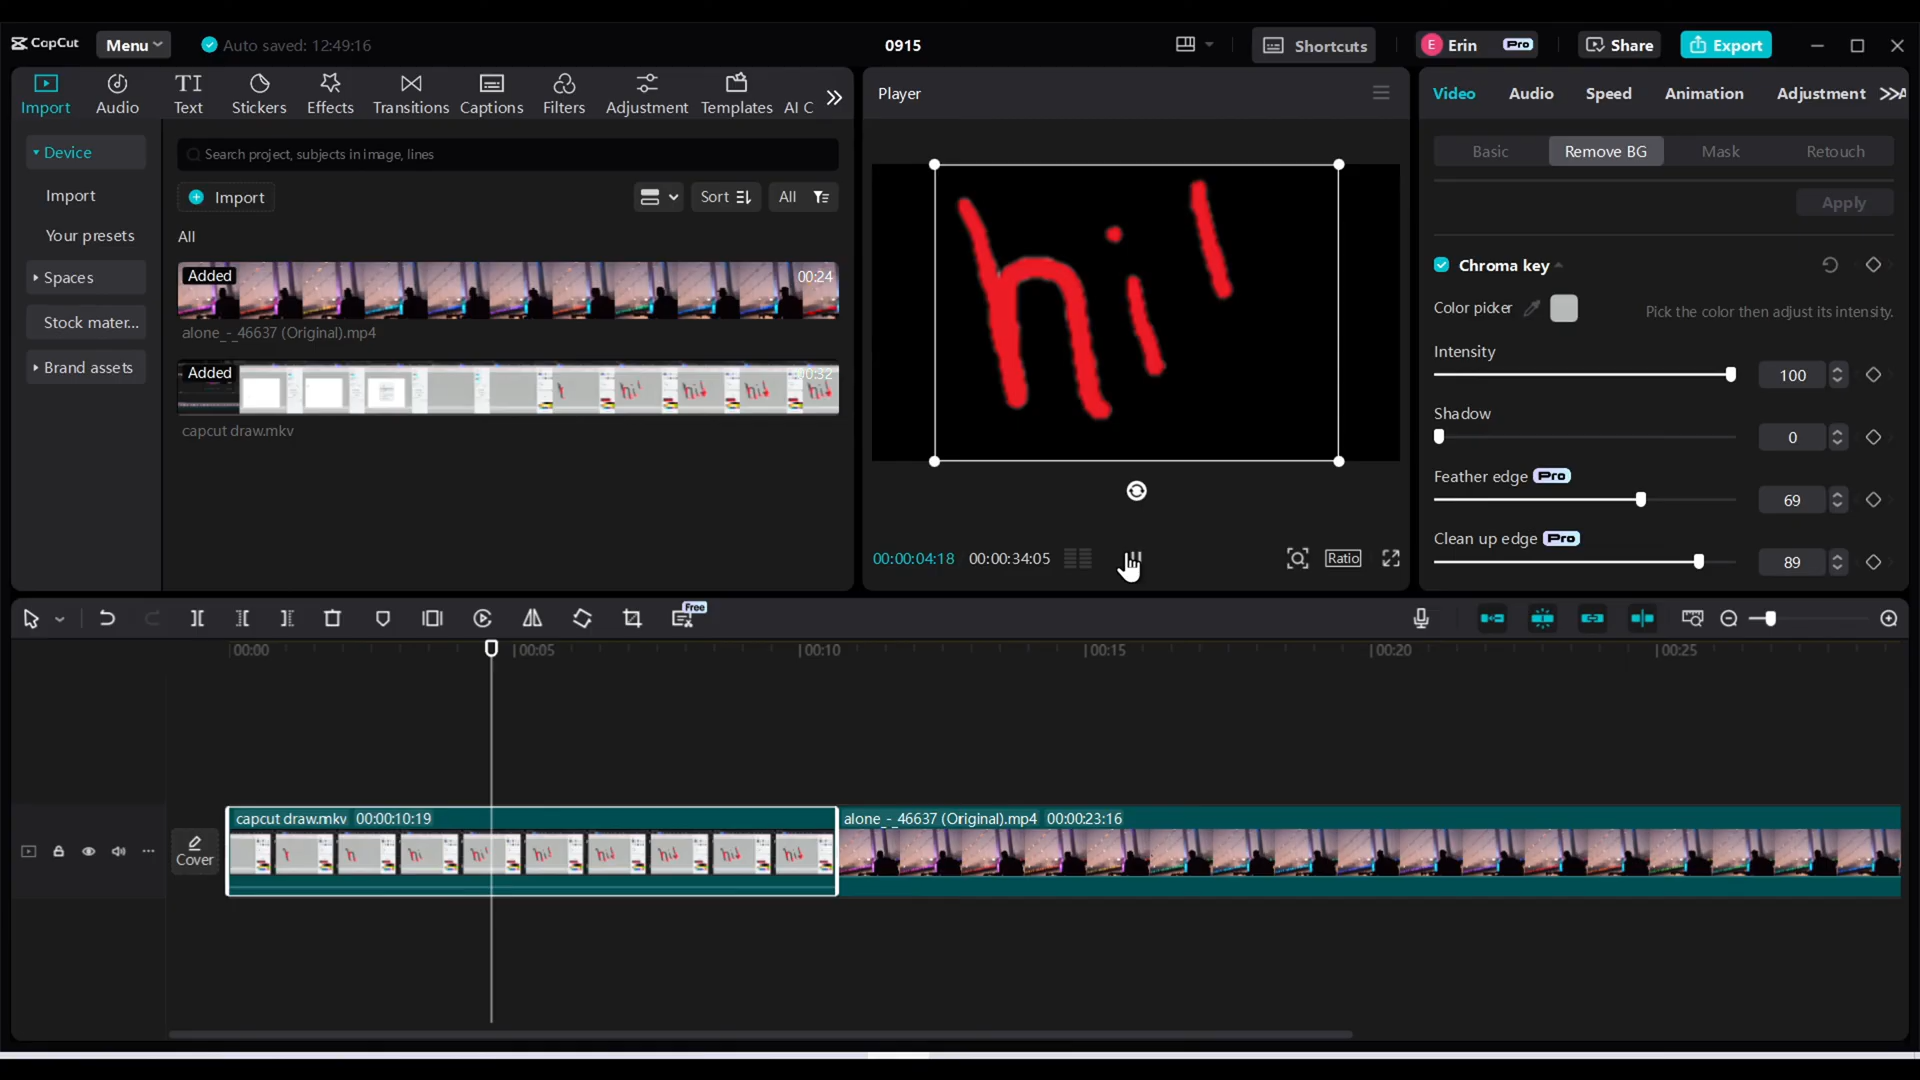 CapCut Menu Auto saved: 12:49:16 0915 Shortcuts E Erin Pro Share Export
Import Audio Text Stickers Effects Transitions Captions Filters Adjustment Templates AI C
Device
Import
Your presets
Spaces
Stock mater...
Brand assets
Search project, subjects in image, lines
Import Sort All
All
Added 00:24
alone_-_46637 (Original).mp4
Added 00:32
capcut draw.mkv
Player
hi!
00:00:04:18 00:00:34:05 Ratio
Video Audio Speed Animation Adjustment A
Basic Remove BG Mask Retouch
Apply
Chroma key
Color picker Pick the color then adjust its intensity.
Intensity
100
Shadow
0
Feather edge Pro
69
Clean up edge Pro
89
Free
00:00 00:05 00:10 00:15 00:20 00:25
Cover
capcut draw.mkv 00:00:10:19 alone_-_46637 (Original).mp4 00:00:23:16